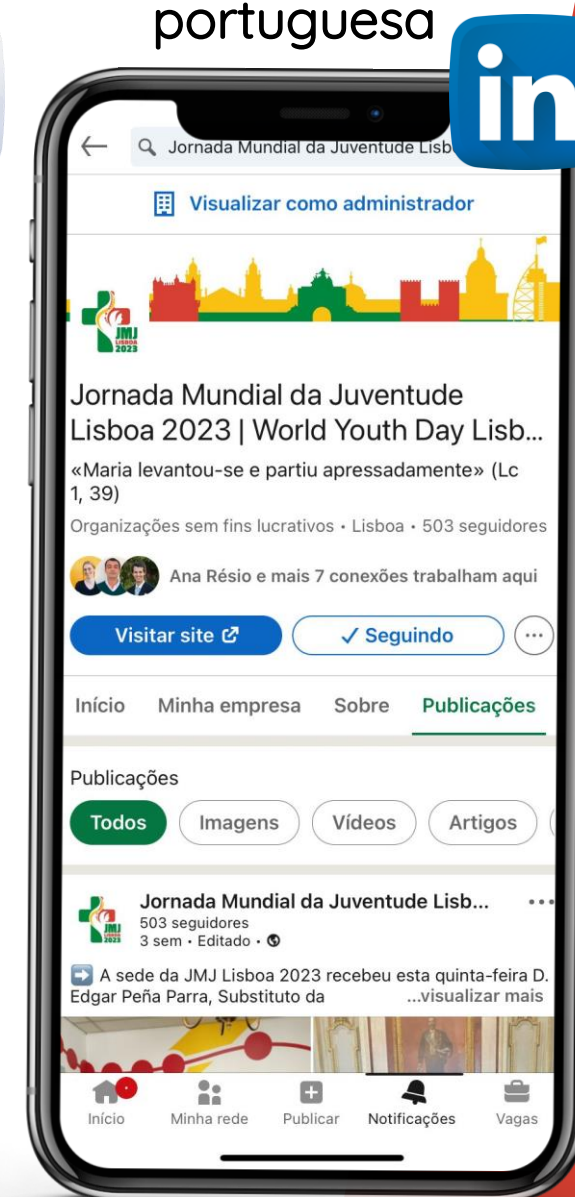 portuguesa
in
Jornada Mundial da Juventude Lisb
Visualizar como administrador
JMJ
LISBOA
2023
Jornada Mundial da Juventude
Lisboa 2023 | World Youth Day Lisb...
«Maria levantou-se e partiu apressadamente» (Lc
1, 39)
Organizações sem fins lucrativos • Lisboa • 503 seguidores
Ana Résio e mais 7 conexões trabalham aqui
Visitar site
✓ Seguindo
...
Início Minha empresa Sobre Publicações
Publicações
Todos Imagens Vídeos Artigos
JMJ
LISBOA
2023
Jornada Mundial da Juventude Lisb...
503 seguidores
3 sem • Editado •
➡ A sede da JMJ Lisboa 2023 recebeu esta quinta-feira D.
Edgar Peña Parra, Substituto da ...visualizar mais
Início Minha rede Publicar Notificações Vagas